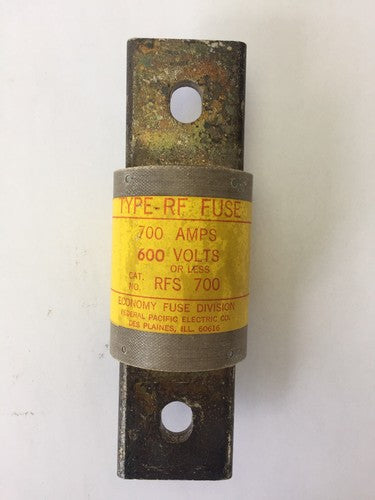 TYPE-RF FUSE
700 AMPS
600 VOLTS
OR LESS
CAT. NO. RFS 700
ECONOMY FUSE DIVISION
FEDERAL PACIFIC ELECTRIC CO.
DES PLAINES, ILL. 60616